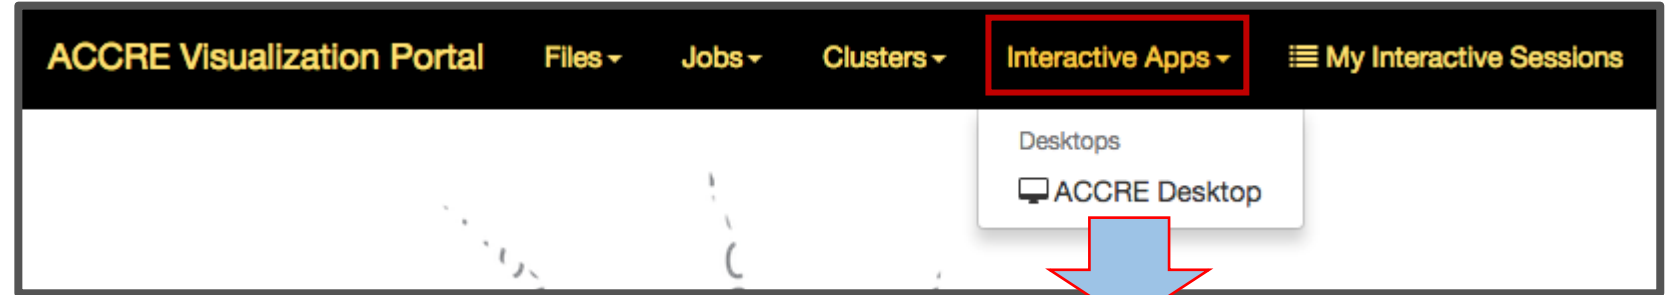 ACCRE Visualization Portal Files Jobs Clusters Interactive Apps My Interactive Sessions
Desktops
ACCRE Desktop